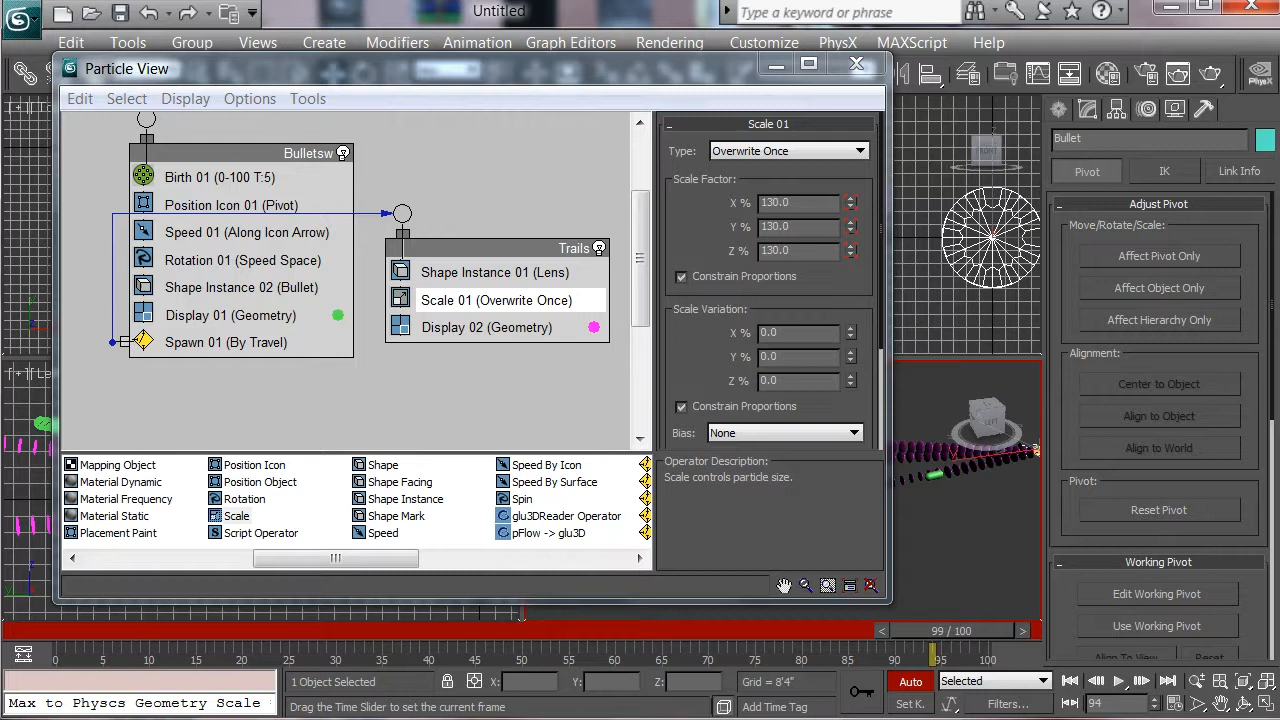 Untitled
Type a keyword or phrase
Edit Tools Group Views Create Modifiers Animation Graph Editors Rendering Customize PhysX MAXScript Help
Particle View
Edit Select Display Options Tools
Bulletsw
Birth 01 (0-100 T:5)
Position Icon 01 (Pivot)
Speed 01 (Along Icon Arrow)
Rotation 01 (Speed Space)
Shape Instance 02 (Bullet)
Display 01 (Geometry)
Spawn 01 (By Travel)
Trails
Shape Instance 01 (Lens)
Scale 01 (Overwrite Once)
Display 02 (Geometry)
Scale 01
Type: Overwrite Once
Scale Factor:
X % 130.0
Y % 130.0
Z % 130.0
Constrain Proportions
Scale Variation:
X % 0.0
Y % 0.0
Z % 0.0
Constrain Proportions
Bias: None
Mapping Object Position Icon Shape Speed By Icon
Material Dynamic Position Object Shape Facing Speed By Surface
Material Frequency Rotation Shape Instance Spin
Material Static Scale Shape Mark glu3DReader Operator
Placement Paint Script Operator Speed pFlow -> glu3D
Operator Description:
Scale controls particle size.
FRONT
LEFT
PhysX
Bullet
Pivot IK Link Info
Adjust Pivot
Move/Rotate/Scale:
Affect Pivot Only
Affect Object Only
Affect Hierarchy Only
Alignment:
Center to Object
Align to Object
Align to World
Pivot:
Reset Pivot
Working Pivot
Edit Working Pivot
Use Working Pivot
Align To View Reset
< 99 / 100 >
0 5 10 15 20 25 30 35 40 45 50 55 60 65 70 75 80 85 90 95 100
1 Object Selected X: Y: Z: Grid = 8'4" Auto Selected
Max to Physcs Geometry Scale Drag the Time Slider to set the current frame Add Time Tag Set K. Filters... 94